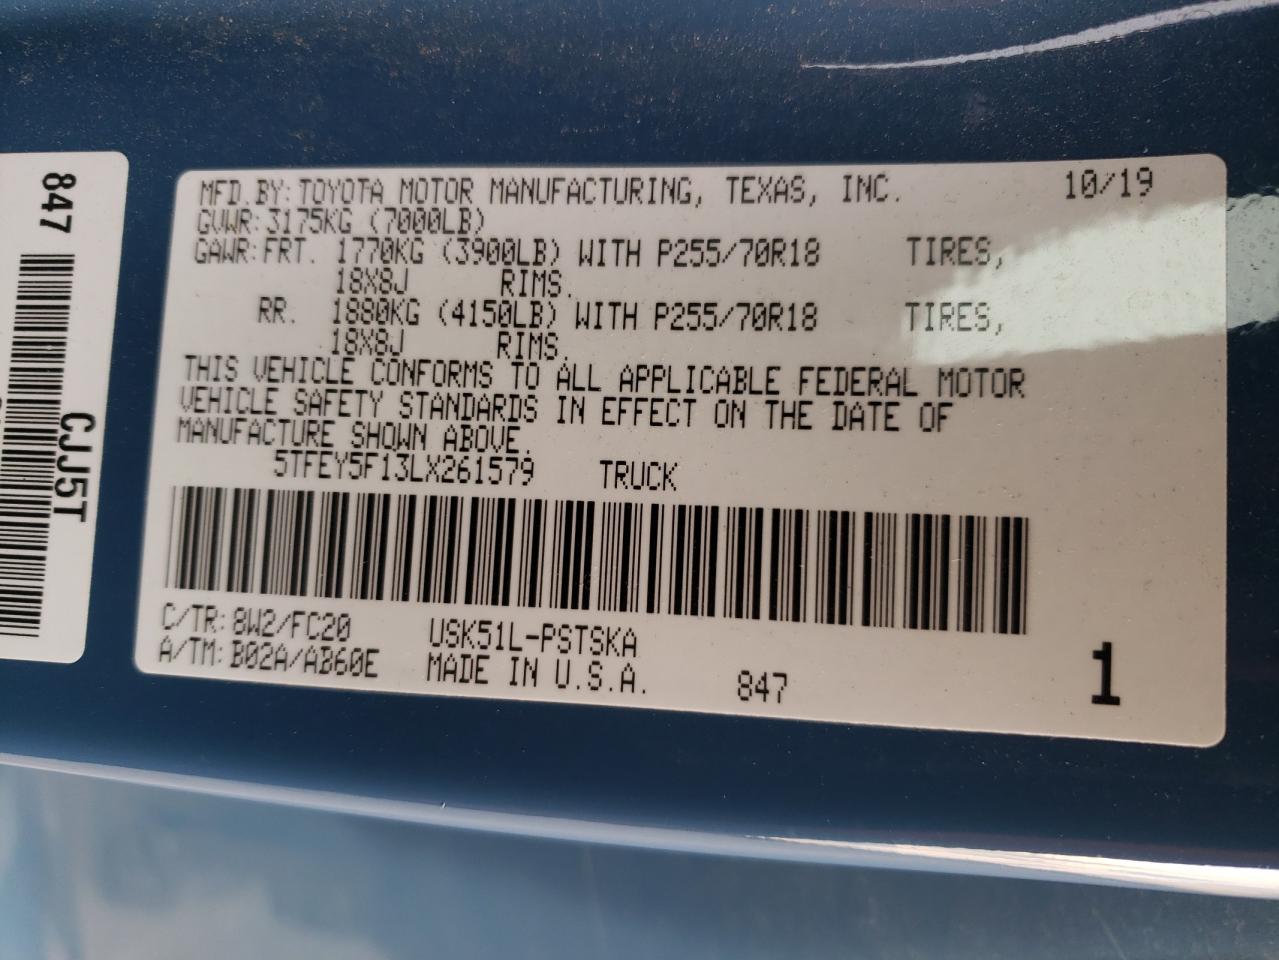 847
CJJ5T
MFD.BY:TOYOTA MOTOR MANUFACTURING, TEXAS, INC. 10/19
GVWR:3175KG (7000LB)
GAWR:FRT. 1770KG (3900LB) WITH P255/70R18 TIRES,
18X8J RIMS.
RR. 1880KG (4150LB) WITH P255/70R18 TIRES,
18X8J RIMS.
THIS VEHICLE CONFORMS TO ALL APPLICABLE FEDERAL MOTOR
VEHICLE SAFETY STANDARDS IN EFFECT ON THE DATE OF
MANUFACTURE SHOWN ABOVE.
5TFEY5F13LX261579 TRUCK
C/TR:8W2/FC20 USK51L-PSTSKA
A/TM:B02A/AB60E MADE IN U.S.A. 847 1